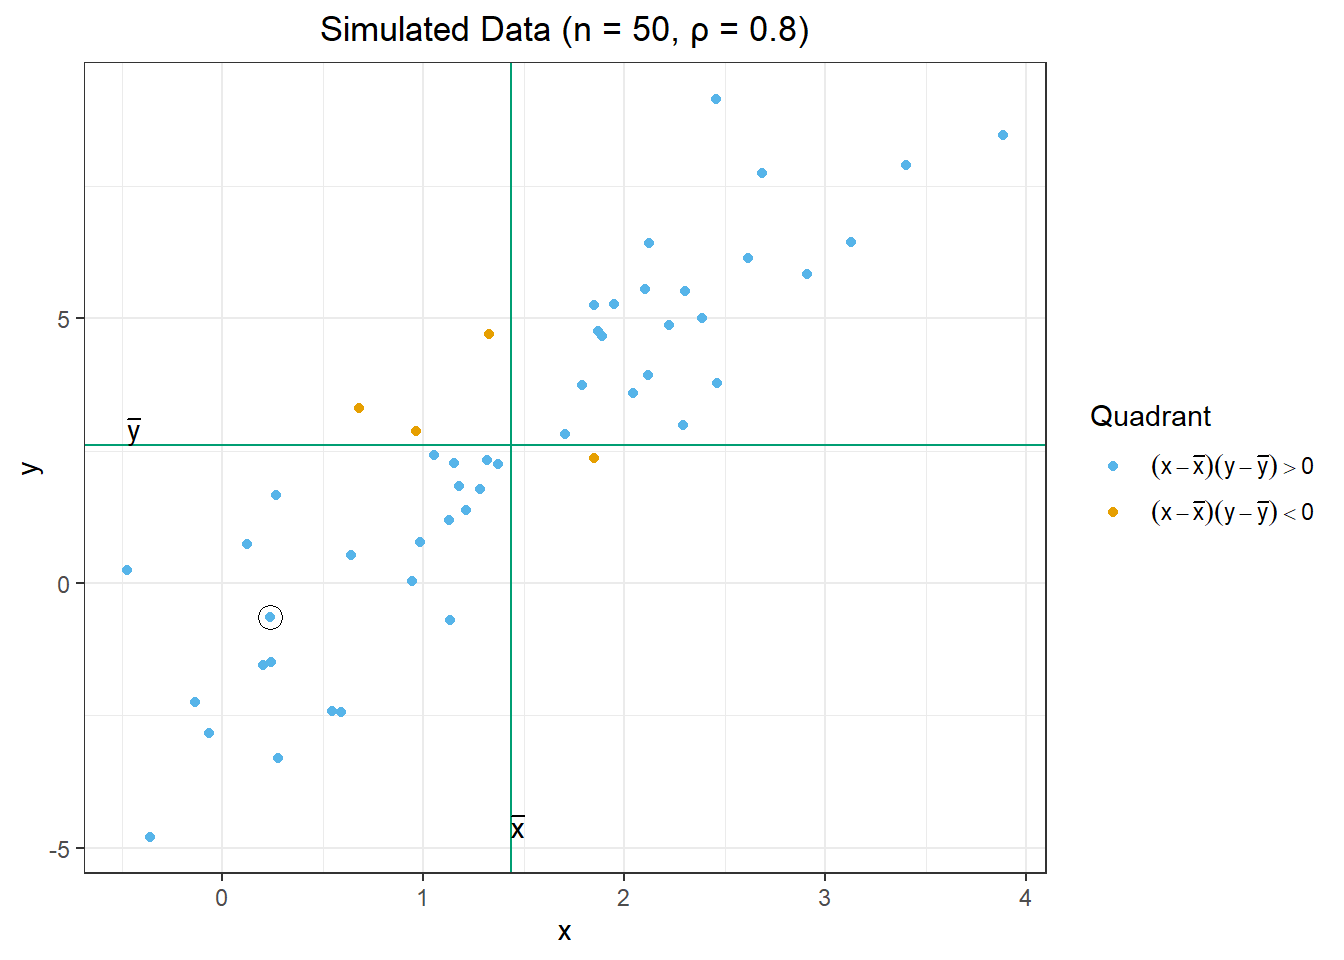 Simulated Data (n = 50, ρ = 0.8)
5
0
-5
y
y̅
x̅
0
1
2
3
4
x
Quadrant
(x − x̅)(y − y̅) > 0
(x − x̅)(y − y̅) < 0